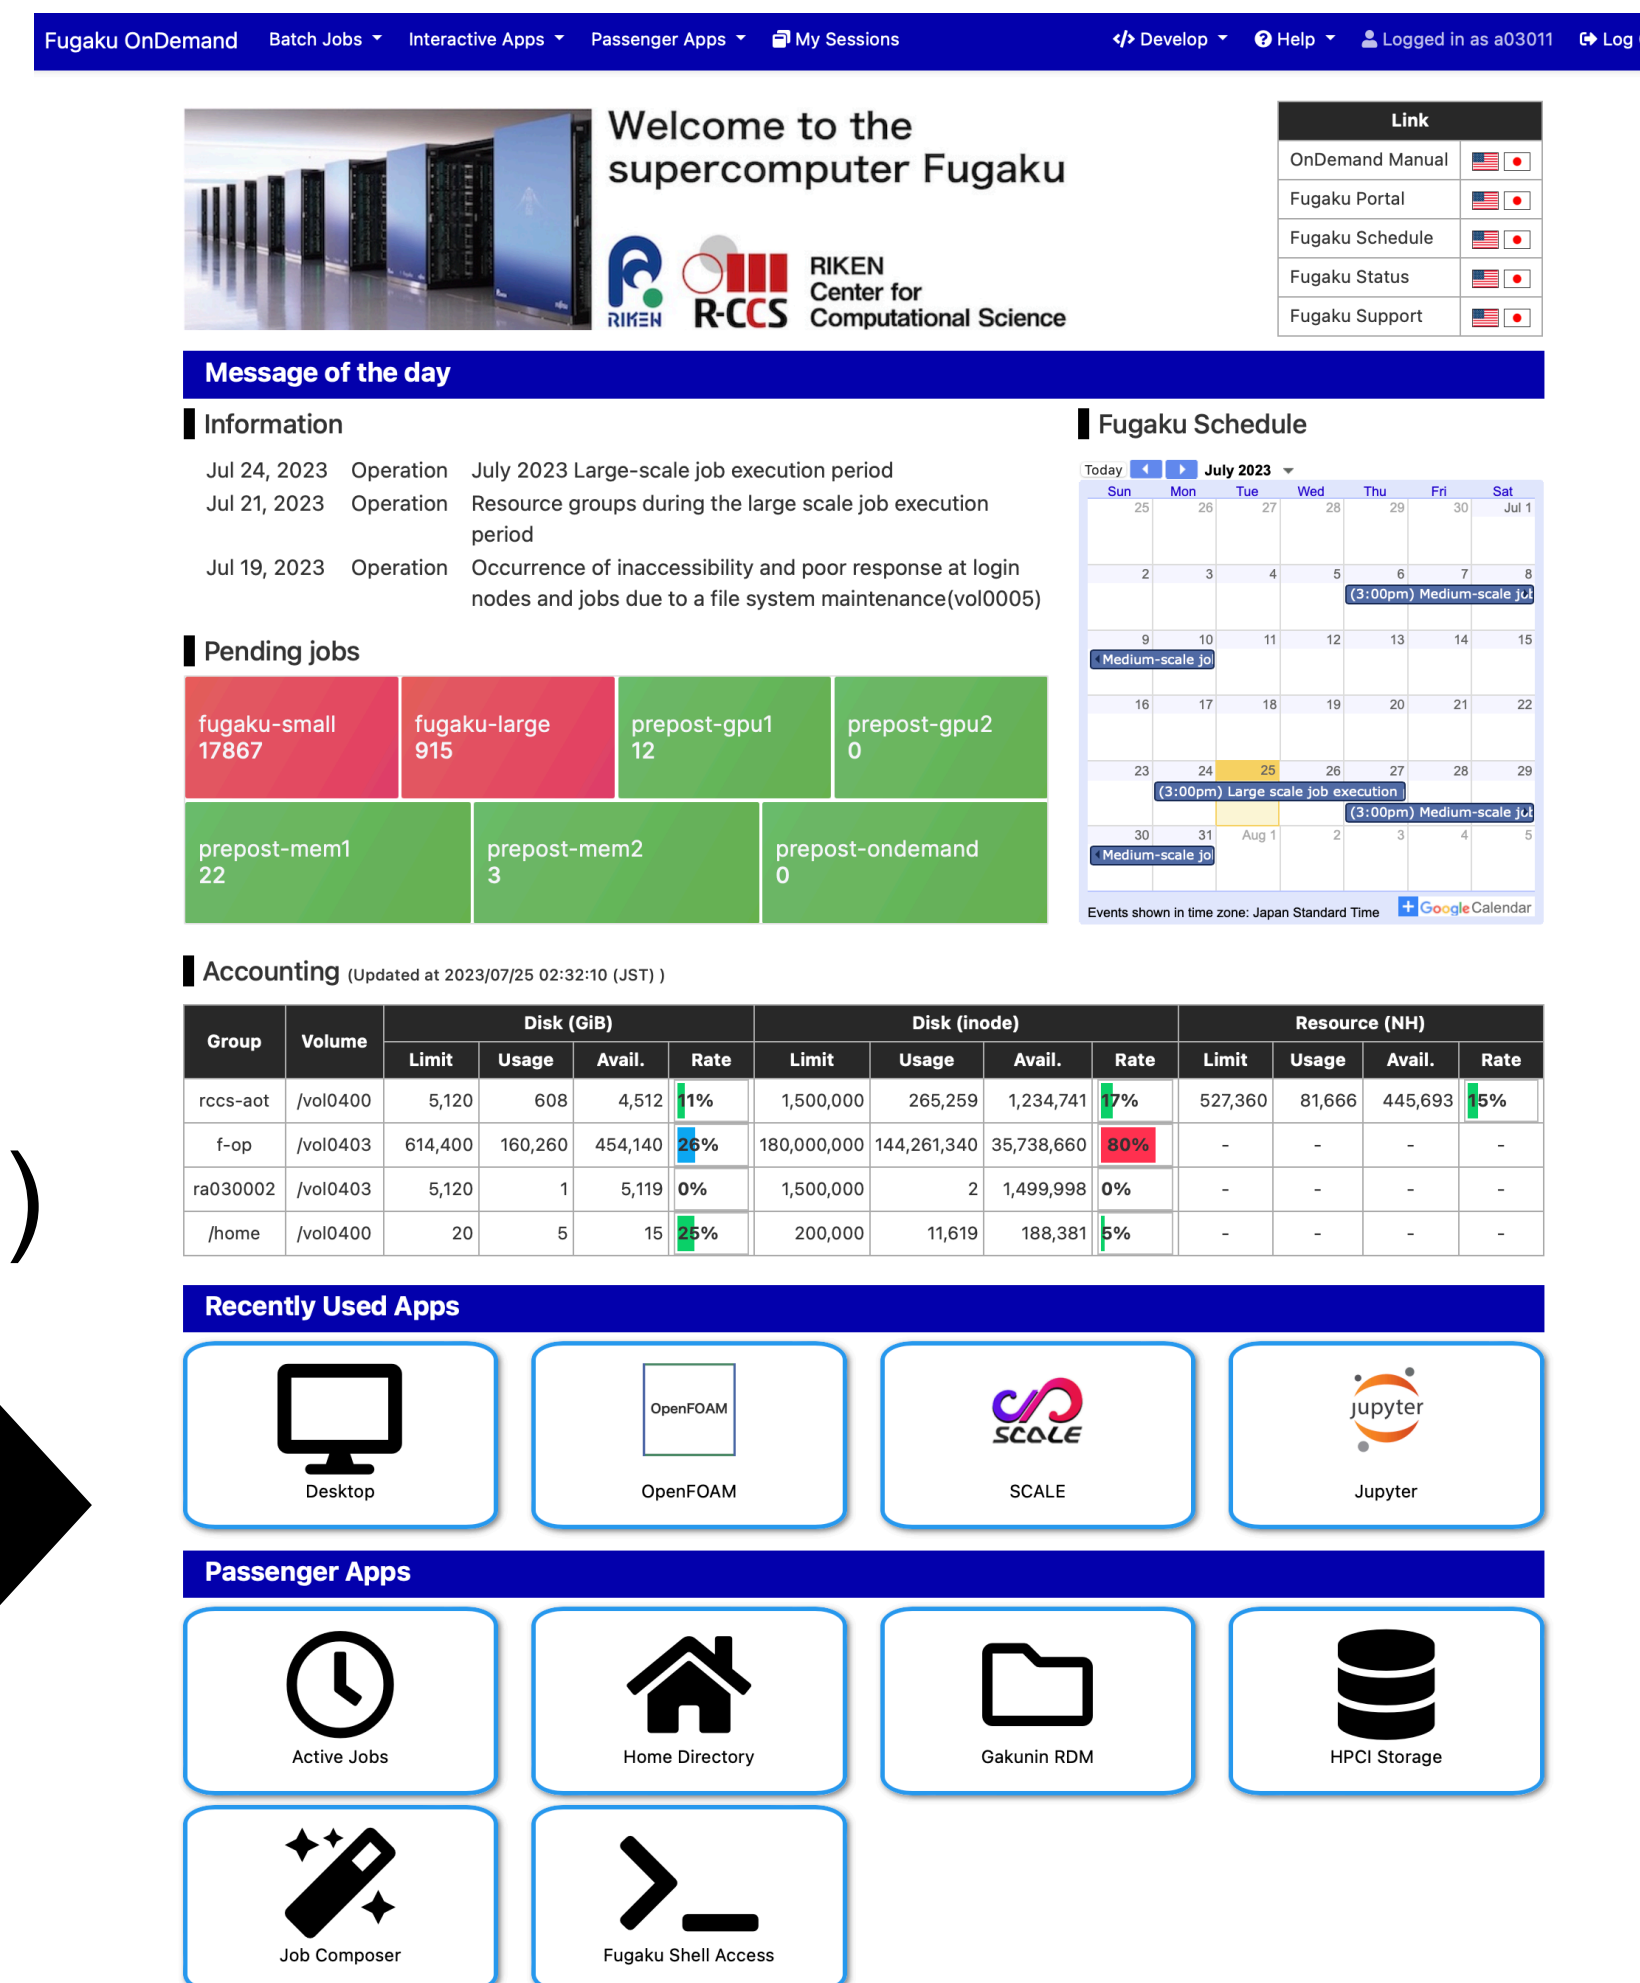 Fugaku OnDemand Batch Jobs Interactive Apps Passenger Apps My Sessions </> Develop Help Logged in as a03011 Log
Welcome to the
supercomputer Fugaku
RIKEN
R-CCS
RIKEN
Center for
Computational Science
Link
OnDemand Manual
Fugaku Portal
Fugaku Schedule
Fugaku Status
Fugaku Support
Message of the day
Information
Jul 24, 2023 Operation July 2023 Large-scale job execution period
Jul 21, 2023 Operation Resource groups during the large scale job execution
period
Jul 19, 2023 Operation Occurrence of inaccessibility and poor response at login
nodes and jobs due to a file system maintenance(vol0005)
Pending jobs
fugaku-small
17867
fugaku-large
915
prepost-gpu1
12
prepost-gpu2
0
prepost-mem1
22
prepost-mem2
3
prepost-ondemand
0
Fugaku Schedule
Today July 2023
Sun Mon Tue Wed Thu Fri Sat
25 26 27 28 29 30 Jul 1
2 3 4 5 6 7 8
(3:00pm) Medium-scale job
9 10 11 12 13 14 15
Medium-scale jo
16 17 18 19 20 21 22
23 24 25 26 27 28 29
(3:00pm) Large scale job execution
(3:00pm) Medium-scale job
30 31 Aug 1 2 3 4 5
Medium-scale jo
Events shown in time zone: Japan Standard Time
+ Google Calendar
Accounting (Updated at 2023/07/25 02:32:10 (JST) )
Group Volume Disk (GiB) Disk (inode) Resource (NH)
Limit Usage Avail. Rate Limit Usage Avail. Rate Limit Usage Avail. Rate
rccs-aot /vol0400 5,120 608 4,512 11% 1,500,000 265,259 1,234,741 17% 527,360 81,666 445,693 15%
f-op /vol0403 614,400 160,260 454,140 26% 180,000,000 144,261,340 35,738,660 80% - - - -
ra030002 /vol0403 5,120 1 5,119 0% 1,500,000 2 1,499,998 0% - - - -
/home /vol0400 20 5 15 25% 200,000 11,619 188,381 5% - - - -
)
Recently Used Apps
OpenFOAM
SCALE
jupyter
Desktop OpenFOAM SCALE Jupyter
Passenger Apps
Active Jobs Home Directory Gakunin RDM HPCI Storage
Job Composer Fugaku Shell Access